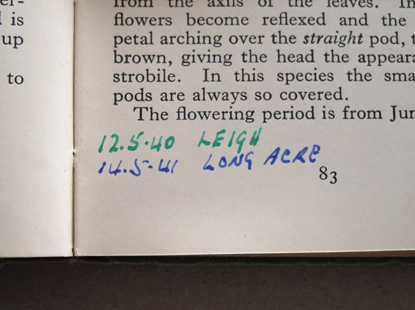 is
up
to
from the axils of the leaves. In
flowers become reflexed and the
petal arching over the straight pod,
brown, giving the head the appeara
strobile. In this species the sma
pods are always so covered.
The flowering period is from Jun
12.5.40 LEIGH
14.5.41 LONG ACRE
83